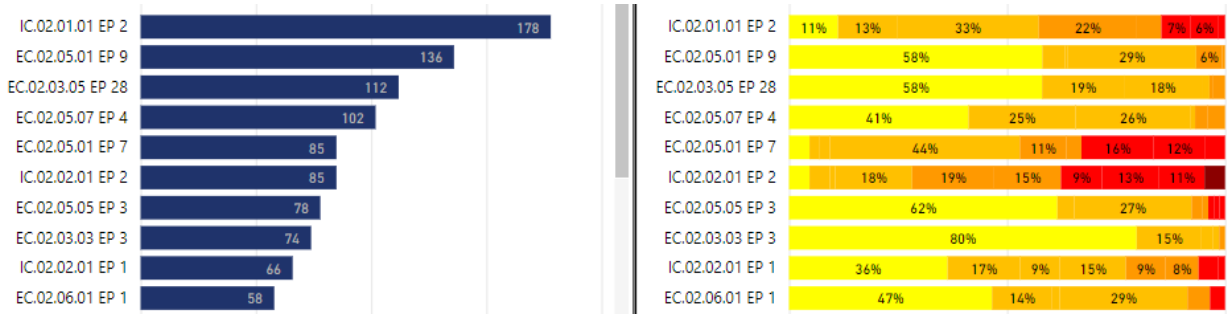 IC.02.01.01 EP 2 178
EC.02.05.01 EP 9 136
EC.02.03.05 EP 28 112
EC.02.05.07 EP 4 102
EC.02.05.01 EP 7 85
IC.02.02.01 EP 2 85
EC.02.05.05 EP 3 78
EC.02.03.03 EP 3 74
IC.02.02.01 EP 1 66
EC.02.06.01 EP 1 58
IC.02.01.01 EP 2 11% 13% 33% 22% 7% 6%
EC.02.05.01 EP 9 58% 29% 6%
EC.02.03.05 EP 28 58% 19% 18%
EC.02.05.07 EP 4 41% 25% 26%
EC.02.05.01 EP 7 44% 11% 16% 12%
IC.02.02.01 EP 2 18% 19% 15% 9% 13% 11%
EC.02.05.05 EP 3 62% 27%
EC.02.03.03 EP 3 80% 15%
IC.02.02.01 EP 1 36% 17% 9% 15% 9% 8%
EC.02.06.01 EP 1 47% 14% 29%